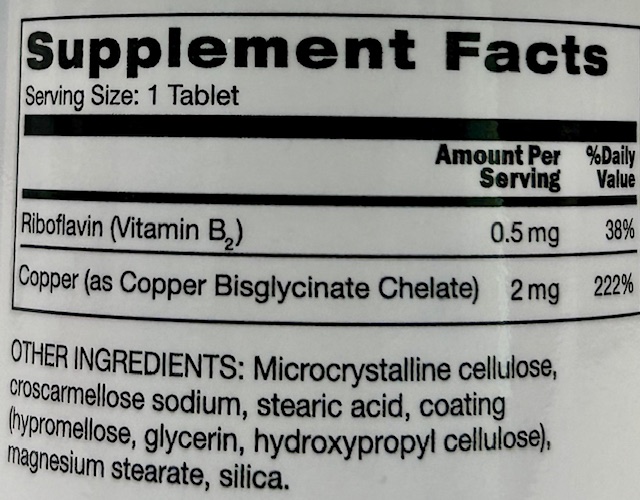 Supplement Facts
Serving Size: 1 Tablet
Amount Per Serving %Daily Value
Riboflavin (Vitamin B₂) 0.5 mg 38%
Copper (as Copper Bisglycinate Chelate) 2 mg 222%
OTHER INGREDIENTS: Microcrystalline cellulose,
croscarmellose sodium, stearic acid, coating
(hypromellose, glycerin, hydroxypropyl cellulose),
magnesium stearate, silica.